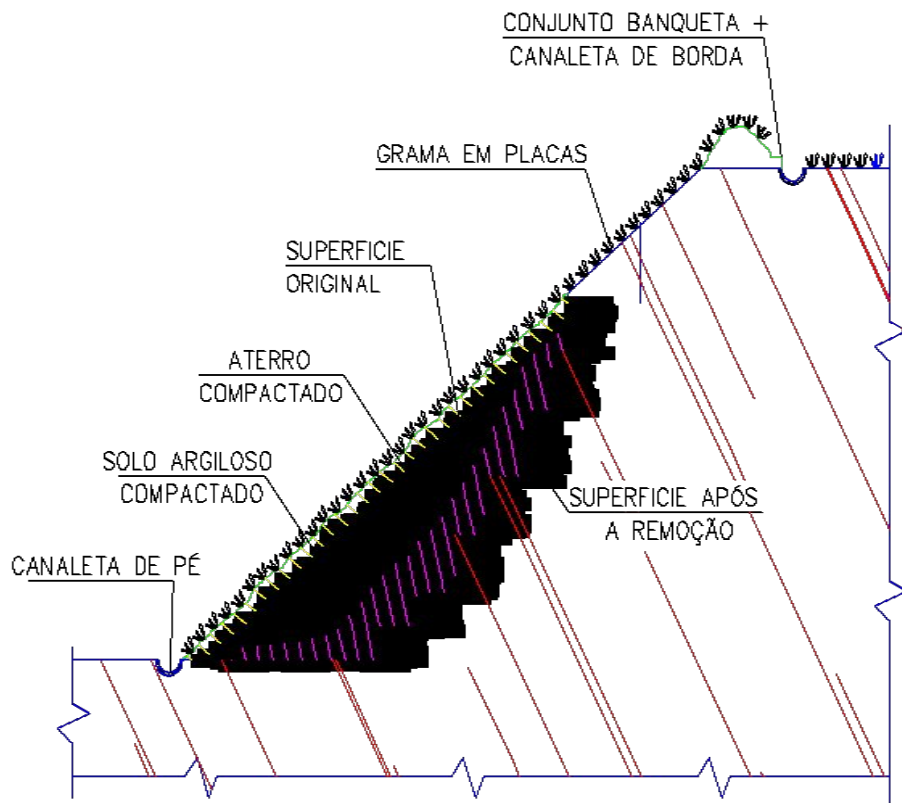 CONJUNTO BANQUETA +
CANALETA DE BORDA
GRAMA EM PLACAS
SUPERFICIE
ORIGINAL
ATERRO
COMPACTADO
SOLO ARGILOSO
COMPACTADO
SUPERFICIE APÓS
A REMOÇÃO
CANALETA DE PÉ